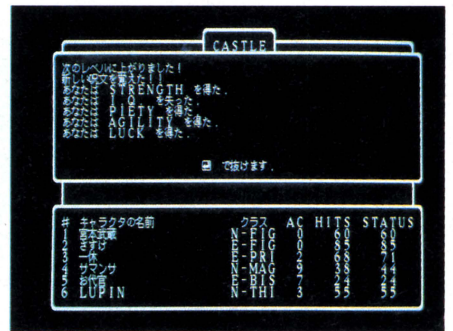 CASTLE
次のレベルに上がりました!
新しい呪文を覚えた!!
あなたは STRENGTH を得た.
あなたは I.Q. を失った.
あなたは PIETY を得た.
あなたは AGILITY を得た.
あなたは LUCK を得た.
で抜けます.
# キャラクタの名前 クラス AC HITS STATUS
1 宮本武蔵 N-FIG 0 60 60
2 さすけ E-FIG 0 85 85
3 一休 E-PRI 2 68 71
4 サマンサ N-MAG 9 38 44
5 お代官 E-BIS 7 24 24
6 LUPIN N-THI 3 55 55